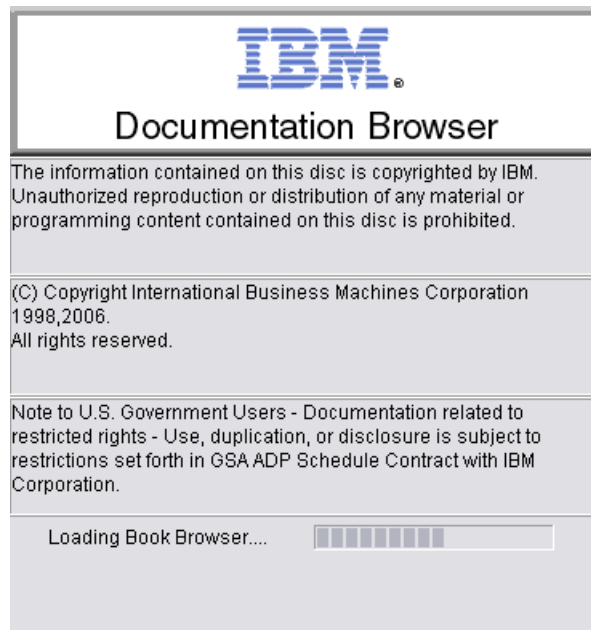 IBM®
Documentation Browser
The information contained on this disc is copyrighted by IBM.
Unauthorized reproduction or distribution of any material or
programming content contained on this disc is prohibited.
(C) Copyright International Business Machines Corporation
1998,2006.
All rights reserved.
Note to U.S. Government Users - Documentation related to
restricted rights - Use, duplication, or disclosure is subject to
restrictions set forth in GSA ADP Schedule Contract with IBM
Corporation.
Loading Book Browser....